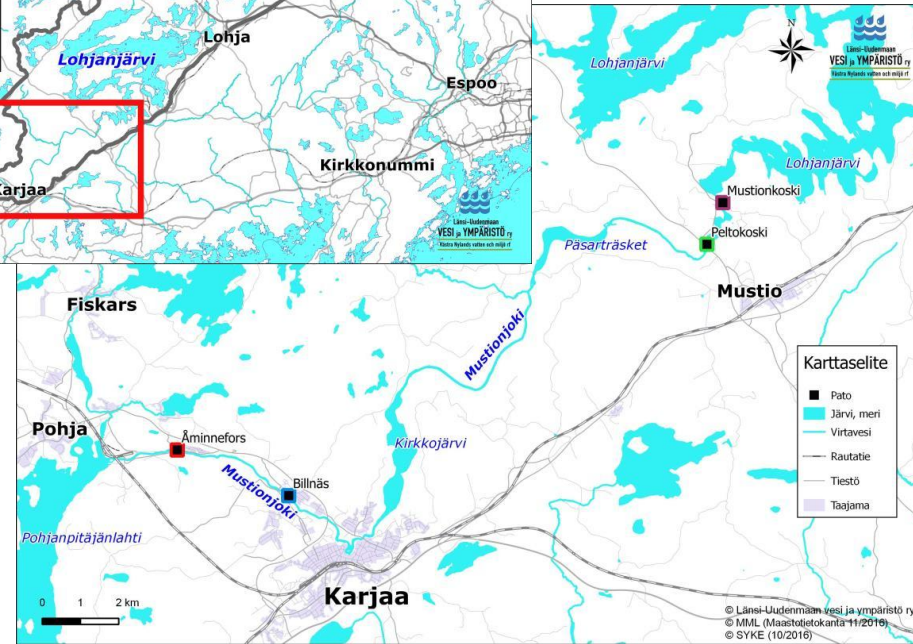 Lohja
Lohjanjärvi
Espoo
Kirkkonummi
Karjaa
Länsi-Uudenmaan
VESI ja YMPÄRISTÖ ry
Västra Nylands vatten och miljö rf
N
Länsi-Uudenmaan
VESI ja YMPÄRISTÖ ry
Västra Nylands vatten och miljö rf
Lohjanjärvi
Lohjanjärvi
Mustionkoski
Peltokoski
Päsarträsket
Mustio
Fiskars
Mustionjoki
Pohja
Åminnefors
Kirkkojärvi
Billnäs
Mustionjoki
Pohjanpitäjänlahti
Karjaa
0 1 2 km
Karttaselite
Pato
Järvi, meri
Virtavesi
Rautatie
Tiestö
Taajama
© Länsi-Uudenmaan vesi ja ympäristö ry
© MML (Maastotietokanta 11/2016)
© SYKE (10/2016)